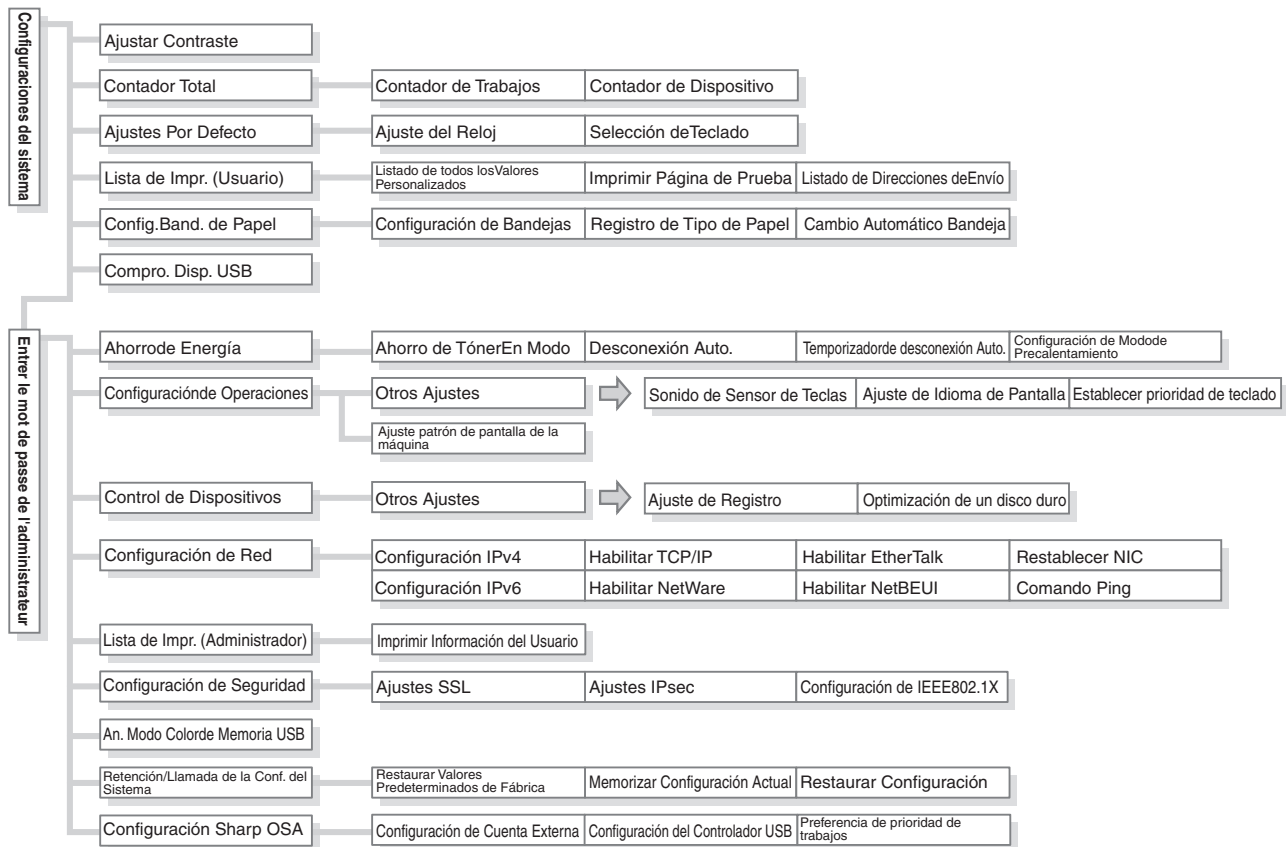 Configuraciones del sistema
Ajustar Contraste
Contador Total
Contador de Trabajos
Contador de Dispositivo
Ajustes Por Defecto
Ajuste del Reloj
Selección deTeclado
Lista de Impr. (Usuario)
Listado de todos losValores
Personalizados
Imprimir Página de Prueba
Listado de Direcciones deEnvío
Config.Band. de Papel
Configuración de Bandejas
Registro de Tipo de Papel
Cambio Automático Bandeja
Compro. Disp. USB
Entrer le mot de passe de l'administrateur
Ahorrode Energía
Ahorro de TónerEn Modo
Desconexión Auto.
Temporizadorde desconexión Auto.
Configuración de Modode
Precalentamiento
Configuraciónde Operaciones
Otros Ajustes
Sonido de Sensor de Teclas
Ajuste de Idioma de Pantalla
Establecer prioridad de teclado
Ajuste patrón de pantalla de la
máquina
Control de Dispositivos
Otros Ajustes
Ajuste de Registro
Optimización de un disco duro
Configuración de Red
Configuración IPv4
Habilitar TCP/IP
Habilitar EtherTalk
Restablecer NIC
Configuración IPv6
Habilitar NetWare
Habilitar NetBEUI
Comando Ping
Lista de Impr. (Administrador)
Imprimir Información del Usuario
Configuración de Seguridad
Ajustes SSL
Ajustes IPsec
Configuración de IEEE802.1X
An. Modo Colorde Memoria USB
Retención/Llamada de la Conf. del
Sistema
Restaurar Valores
Predeterminados de Fábrica
Memorizar Configuración Actual
Restaurar Configuración
Configuración Sharp OSA
Configuración de Cuenta Externa
Configuración del Controlador USB
Preferencia de prioridad de
trabajos